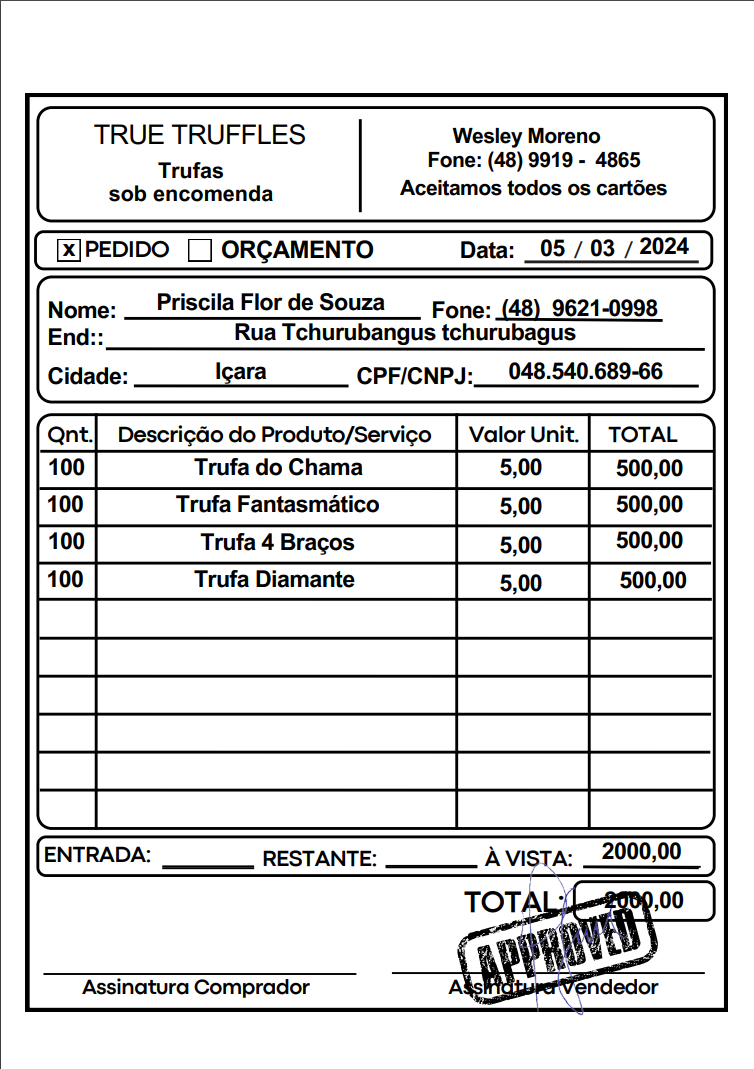 TRUE TRUFFLES
Trufas
sob encomenda
Wesley Moreno
Fone: (48) 9919 - 4865
Aceitamos todos os cartões
x PEDIDO ORÇAMENTO Data: 05 / 03 / 2024
Nome: Priscila Flor de Souza Fone: (48) 9621-0998
End:: Rua Tchurubangus tchurubagus
Cidade: Içara CPF/CNPJ: 048.540.689-66
Qnt. Descrição do Produto/Serviço Valor Unit. TOTAL
100 Trufa do Chama 5,00 500,00
100 Trufa Fantasmático 5,00 500,00
100 Trufa 4 Braços 5,00 500,00
100 Trufa Diamante 5,00 500,00
ENTRADA: RESTANTE: À VISTA: 2000,00
TOTAL: 2000,00
APPROVED
Assinatura Comprador Assinatura Vendedor